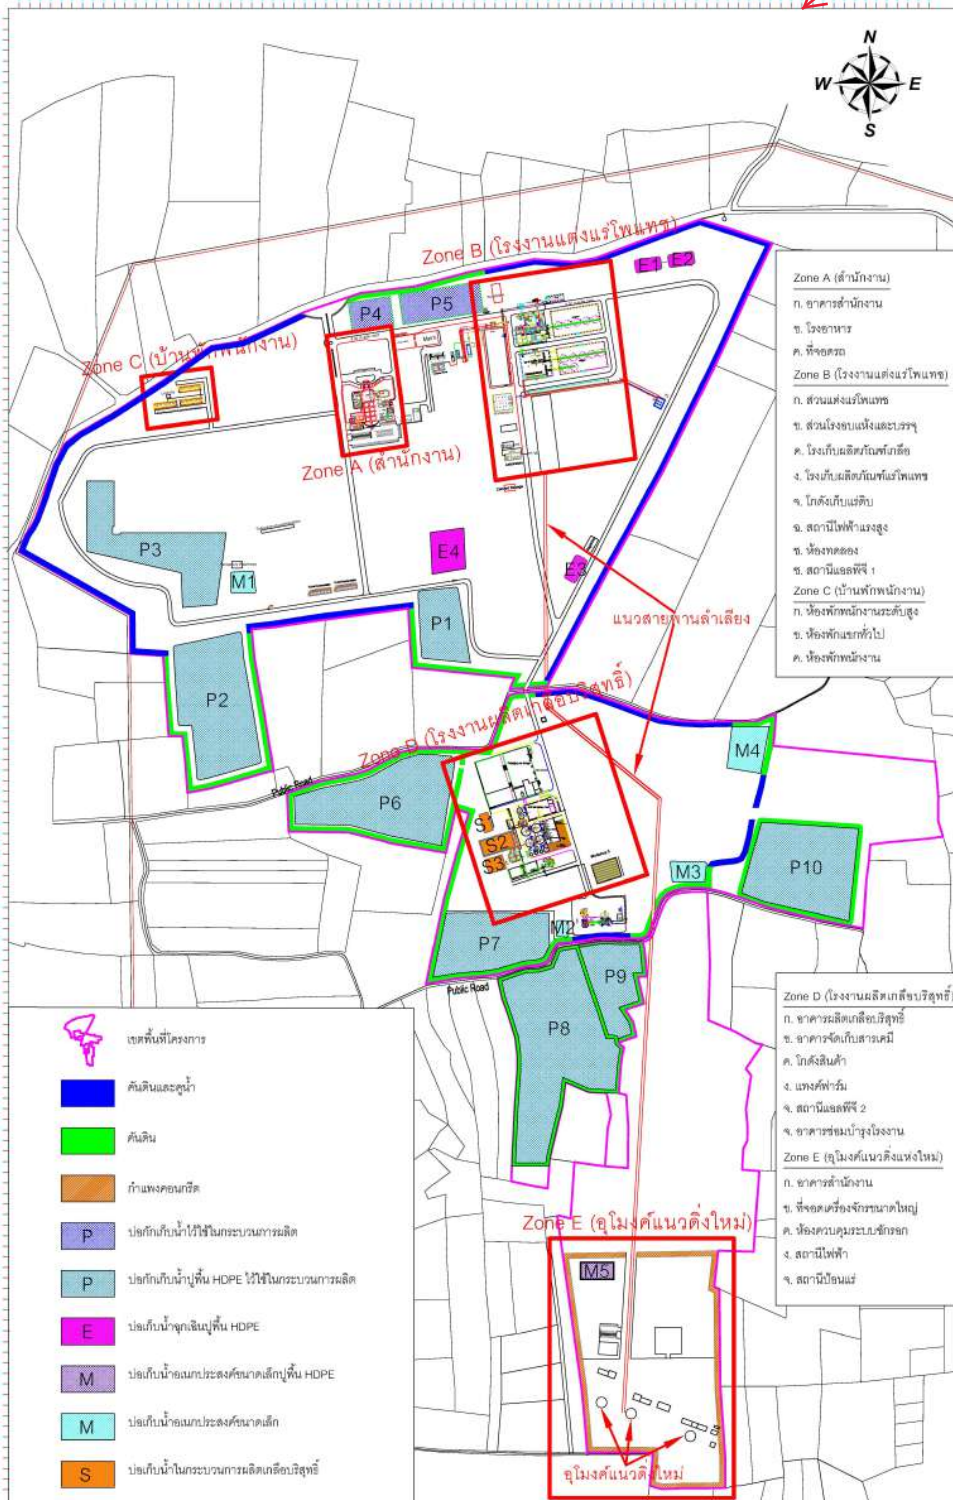 N
W E
S
Zone B (โรงงานแต่งแร่โพแทช)
E1 E2
P4 P5
Zone C (บ้านพักพนักงาน)
Zone A (สำนักงาน)
P3
M1
E4
E3
P1
แนวสายพานลำเลียง
P2
Zone D (โรงงานผลิตเกลือบริสุทธิ์)
M4
Public Road
P6
S1
S2
S3
M3
P10
P7
M2
P9
Public Road
P8
Zone E (อุโมงค์แนวดิ่งใหม่)
M5
อุโมงค์แนวดิ่งใหม่
Zone A (สำนักงาน)
ก. อาคารสำนักงาน
ข. โรงอาหาร
ค. ที่จอดรถ
Zone B (โรงงานแต่งแร่โพแทช)
ก. ส่วนแต่งแร่โพแทช
ข. ส่วนโรงอบแห้งและบรรจุ
ค. โรงเก็บผลิตภัณฑ์เกลือ
ง. โรงเก็บผลิตภัณฑ์แร่โพแทช
จ. โกดังเก็บแร่ดิบ
ฉ. สถานีไฟฟ้าแรงสูง
ช. ห้องทดลอง
ซ. สถานีแอลพีจี 1
Zone C (บ้านพักพนักงาน)
ก. ห้องพักพนักงานระดับสูง
ข. ห้องพักแขกทั่วไป
ค. ห้องพักพนักงาน
Zone D (โรงงานผลิตเกลือบริสุทธิ์)
ก. อาคารผลิตเกลือบริสุทธิ์
ข. อาคารจัดเก็บสารเคมี
ค. โกดังสินค้า
ง. แทงค์ฟาร์ม
จ. สถานีแอลพีจี 2
ฉ. อาคารซ่อมบำรุงโรงงาน
Zone E (อุโมงค์แนวดิ่งแห่งใหม่)
ก. อาคารสำนักงาน
ข. ที่จอดเครื่องจักรขนาดใหญ่
ค. ห้องควบคุมระบบชักรอก
ง. สถานีไฟฟ้า
จ. สถานีป้อนแร่
เขตพื้นที่โครงการ
คันดินและคูน้ำ
คันดิน
กำแพงคอนกรีต
P บ่อกักเก็บน้ำไว้ใช้ในกระบวนการผลิต
P บ่อกักเก็บน้ำปูพื้น HDPE ไว้ใช้ในกระบวนการผลิต
E บ่อเก็บน้ำฉุกเฉินปูพื้น HDPE
M บ่อเก็บน้ำอเนกประสงค์ขนาดเล็กปูพื้น HDPE
M บ่อเก็บน้ำอเนกประสงค์ขนาดเล็ก
S บ่อเก็บน้ำในกระบวนการผลิตเกลือบริสุทธิ์